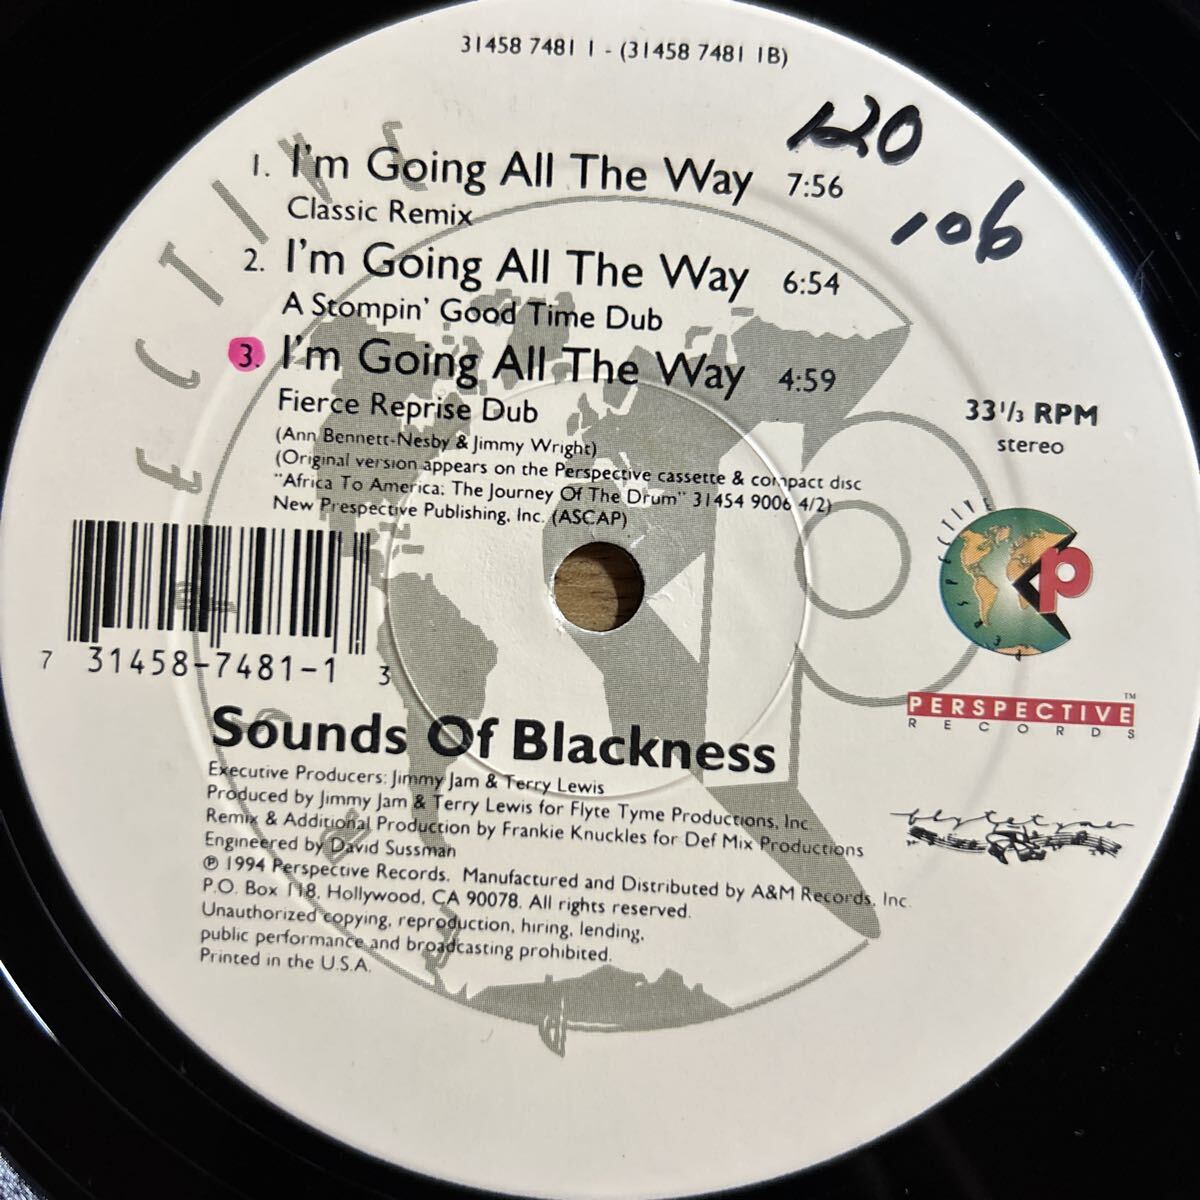 31458 7481 1 - (31458 7481 1B)
120
106
1. I'm Going All The Way 7:56
Classic Remix
2. I'm Going All The Way 6:54
A Stompin' Good Time Dub
3. I'm Going All The Way 4:59
Fierce Reprise Dub
(Ann Bennett-Nesby & Jimmy Wright)
(Original version appears on the Perspective cassette & compact disc
"Africa To America: The Journey Of The Drum" 31454 9006 4/2)
New Prespective Publishing, Inc. (ASCAP)
33 1/3 RPM
stereo
PERSPECTIVE
P
PERSPECTIVE™
RECORDS
flytetyme
7 31458-7481-1 3
Sounds Of Blackness
Executive Producers: Jimmy Jam & Terry Lewis
Produced by Jimmy Jam & Terry Lewis for Flyte Tyme Productions, Inc.
Remix & Additional Production by Frankie Knuckles for Def Mix Productions
Engineered by David Sussman
℗ 1994 Perspective Records. Manufactured and Distributed by A&M Records, Inc.
P.O. Box 118, Hollywood, CA 90078. All rights reserved.
Unauthorized copying, reproduction, hiring, lending,
public performance and broadcasting prohibited.
Printed in the U.S.A.